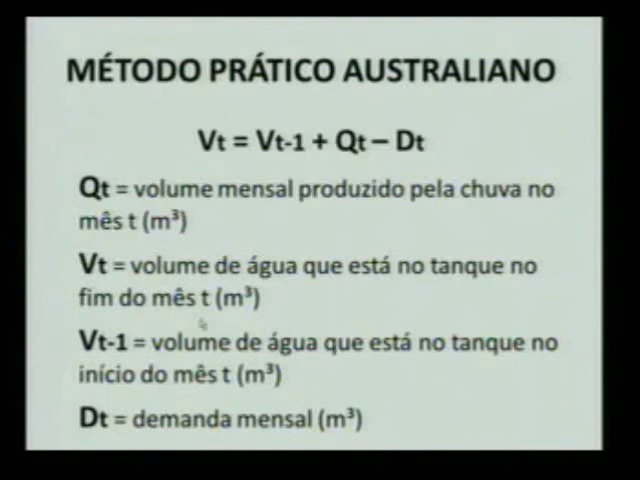 MÉTODO PRÁTICO AUSTRALIANO
Vt = Vt-1 + Qt – Dt
Qt = volume mensal produzido pela chuva no
mês t (m³)
Vt = volume de água que está no tanque no
fim do mês t (m³)
Vt-1 = volume de água que está no tanque no
início do mês t (m³)
Dt = demanda mensal (m³)